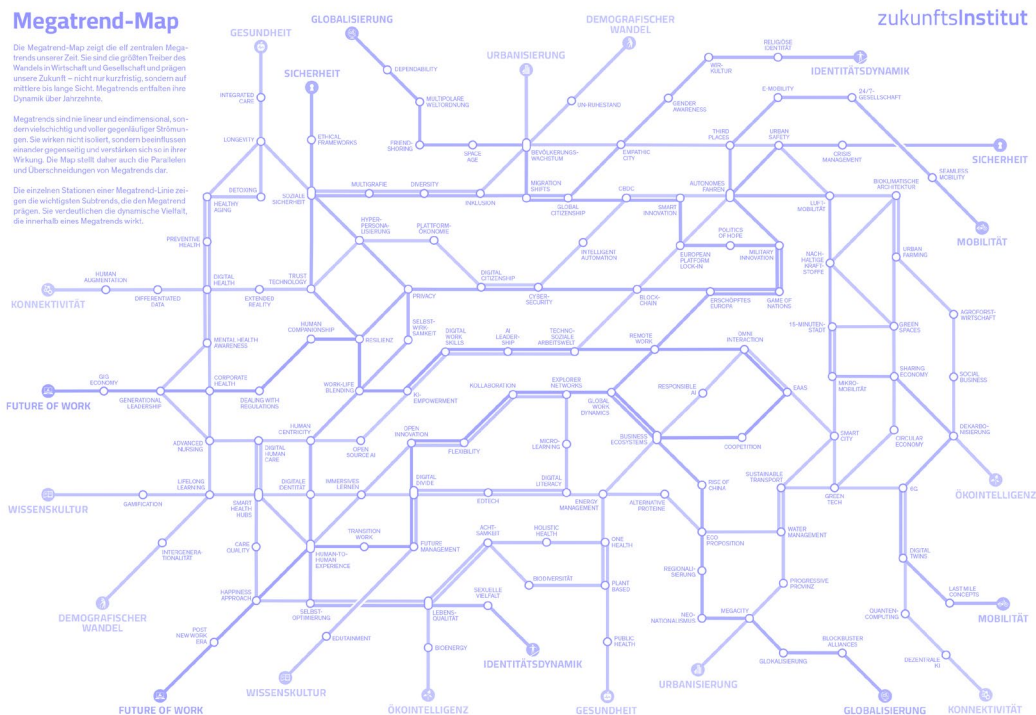 Megatrend-Map
zukunftsInstitut
Die Megatrend-Map zeigt die elf zentralen Mega-
trends unserer Zeit. Sie sind die größten Treiber des
Wandels in Wirtschaft und Gesellschaft und prägen
unsere Zukunft – nicht nur kurzfristig, sondern auf
mittlere bis lange Sicht. Megatrends entfalten ihre
Dynamik über Jahrzehnte.
Megatrends sind nie linear und eindimensional, son-
dern vielschichtig und voller gegenläufiger Strömun-
gen. Sie wirken nicht isoliert, sondern beeinflussen
einander gegenseitig und verstärken sich so in ihrer
Wirkung. Die Map stellt daher auch die Parallelen
und Überschneidungen von Megatrends dar.
Die einzelnen Stationen einer Megatrend-Linie zei-
gen die wichtigsten Subtrends, die den Megatrend
prägen. Sie verdeutlichen die dynamische Vielfalt,
die innerhalb eines Megatrends wirkt.
GLOBALISIERUNG
DEMOGRAFISCHER
WANDEL
GESUNDHEIT
URBANISIERUNG
RELIGIÖSE
IDENTITÄT
WIR-
KULTUR
IDENTITÄTSDYNAMIK
SICHERHEIT
DEPENDABILITY
INTEGRATED
CARE
MULTIPOLARE
WELTORDNUNG
UN-RUHESTAND
GENDER
AWARENESS
E-MOBILITY
24/7-
GESELLSCHAFT
LONGEVITY
ETHICAL
FRAMEWORKS
FRIEND-
SHORING
SPACE
AGE
BEVÖLKERUNGS-
WACHSTUM
EMPATHIC
CITY
THIRD
PLACES
URBAN
SAFETY
CRISIS
MANAGEMENT
SICHERHEIT
DETOXING
HEALTHY
AGING
SOZIALE
SICHERHEIT
MULTIGRAFIE
DIVERSITY
INKLUSION
MIGRATION
SHIFTS
GLOBAL
CITIZENSHIP
CBDC
SMART
INNOVATION
AUTONOMES
FAHREN
LUFT-
MOBILITÄT
BIOKLIMATISCHE
ARCHITEKTUR
SEAMLESS
MOBILITY
MOBILITÄT
PREVENTIVE
HEALTH
HYPER-
PERSONA-
LISIERUNG
PLATTFORM-
ÖKONOMIE
INTELLIGENT
AUTOMATION
EUROPEAN
PLATFORM
LOCK-IN
POLITICS
OF HOPE
MILITARY
INNOVATION
NACH-
HALTIGE
KRAFT-
STOFFE
URBAN
FARMING
KONNEKTIVITÄT
HUMAN
AUGMENTATION
DIFFERENTIATED
DATA
DIGITAL
HEALTH
EXTENDED
REALITY
TRUST
TECHNOLOGY
PRIVACY
DIGITAL
CITIZENSHIP
CYBER-
SECURITY
BLOCK-
CHAIN
ERSCHÖPFTES
EUROPA
GAME OF
NATIONS
AGROFORST-
WIRTSCHAFT
MENTAL HEALTH
AWARENESS
HUMAN
COMPANIONSHIP
RESILIENZ
SELBST-
WIRK-
SAMKEIT
DIGITAL
WORK
SKILLS
AI
LEADER-
SHIP
TECHNO-
SOZIALE
ARBEITSWELT
REMOTE
WORK
OMNI
INTERACTION
15-MINUTEN-
STADT
GREEN
SPACES
FUTURE OF WORK
GIG
ECONOMY
GENERATIONAL
LEADERSHIP
CORPORATE
HEALTH
DEALING WITH
REGULATIONS
WORK-LIFE
BLENDING
KI-
EMPOWERMENT
KOLLABORATION
EXPLORER
NETWORKS
GLOBAL
WORK
DYNAMICS
RESPONSIBLE
AI
EAAS
MIKRO-
MOBILITÄT
SHARING
ECONOMY
SOCIAL
BUSINESS
ADVANCED
NURSING
DIGITAL
HUMAN
CARE
HUMAN
CENTRICITY
OPEN
SOURCE AI
OPEN
INNOVATION
FLEXIBILITY
MICRO-
LEARNING
BUSINESS
ECOSYSTEMS
COOPETITION
SMART
CITY
CIRCULAR
ECONOMY
DEKARBO-
NISIERUNG
WISSENSKULTUR
GAMIFICATION
LIFELONG
LEARNING
SMART
HEALTH
HUBS
DIGITALE
IDENTITÄT
IMMERSIVES
LERNEN
DIGITAL
DIVIDE
EDTECH
DIGITAL
LITERACY
ENERGY
MANAGEMENT
ALTERNATIVE
PROTEINE
RISE OF
CHINA
SUSTAINABLE
TRANSPORT
GREEN
TECH
6G
ÖKOINTELLIGENZ
INTERGENERA-
TIONALITÄT
CARE
QUALITY
TRANSITION
WORK
HUMAN-TO-
HUMAN
EXPERIENCE
FUTURE
MANAGEMENT
ACHT-
SAMKEIT
HOLISTIC
HEALTH
ONE
HEALTH
ECO
PROPOSITION
WATER
MANAGEMENT
DIGITAL
TWINS
DEMOGRAFISCHER
WANDEL
HAPPINESS
APPROACH
SELBST-
OPTIMIERUNG
LEBENS-
QUALITÄT
SEXUELLE
VIELFALT
BIODIVERSITÄT
PLANT
BASED
REGIONALI-
SIERUNG
PROGRESSIVE
PROVINZ
LAST MILE
CONCEPTS
MOBILITÄT
POST
NEW WORK
ERA
EDUTAINMENT
BIOENERGY
IDENTITÄTSDYNAMIK
PUBLIC
HEALTH
NEO-
NATIONALISMUS
MEGACITY
QUANTEN-
COMPUTING
BLOCKBUSTER
ALLIANCES
GLOKALISIERUNG
DEZENTRALE
KI
FUTURE OF WORK
WISSENSKULTUR
ÖKOINTELLIGENZ
GESUNDHEIT
URBANISIERUNG
GLOBALISIERUNG
KONNEKTIVITÄT